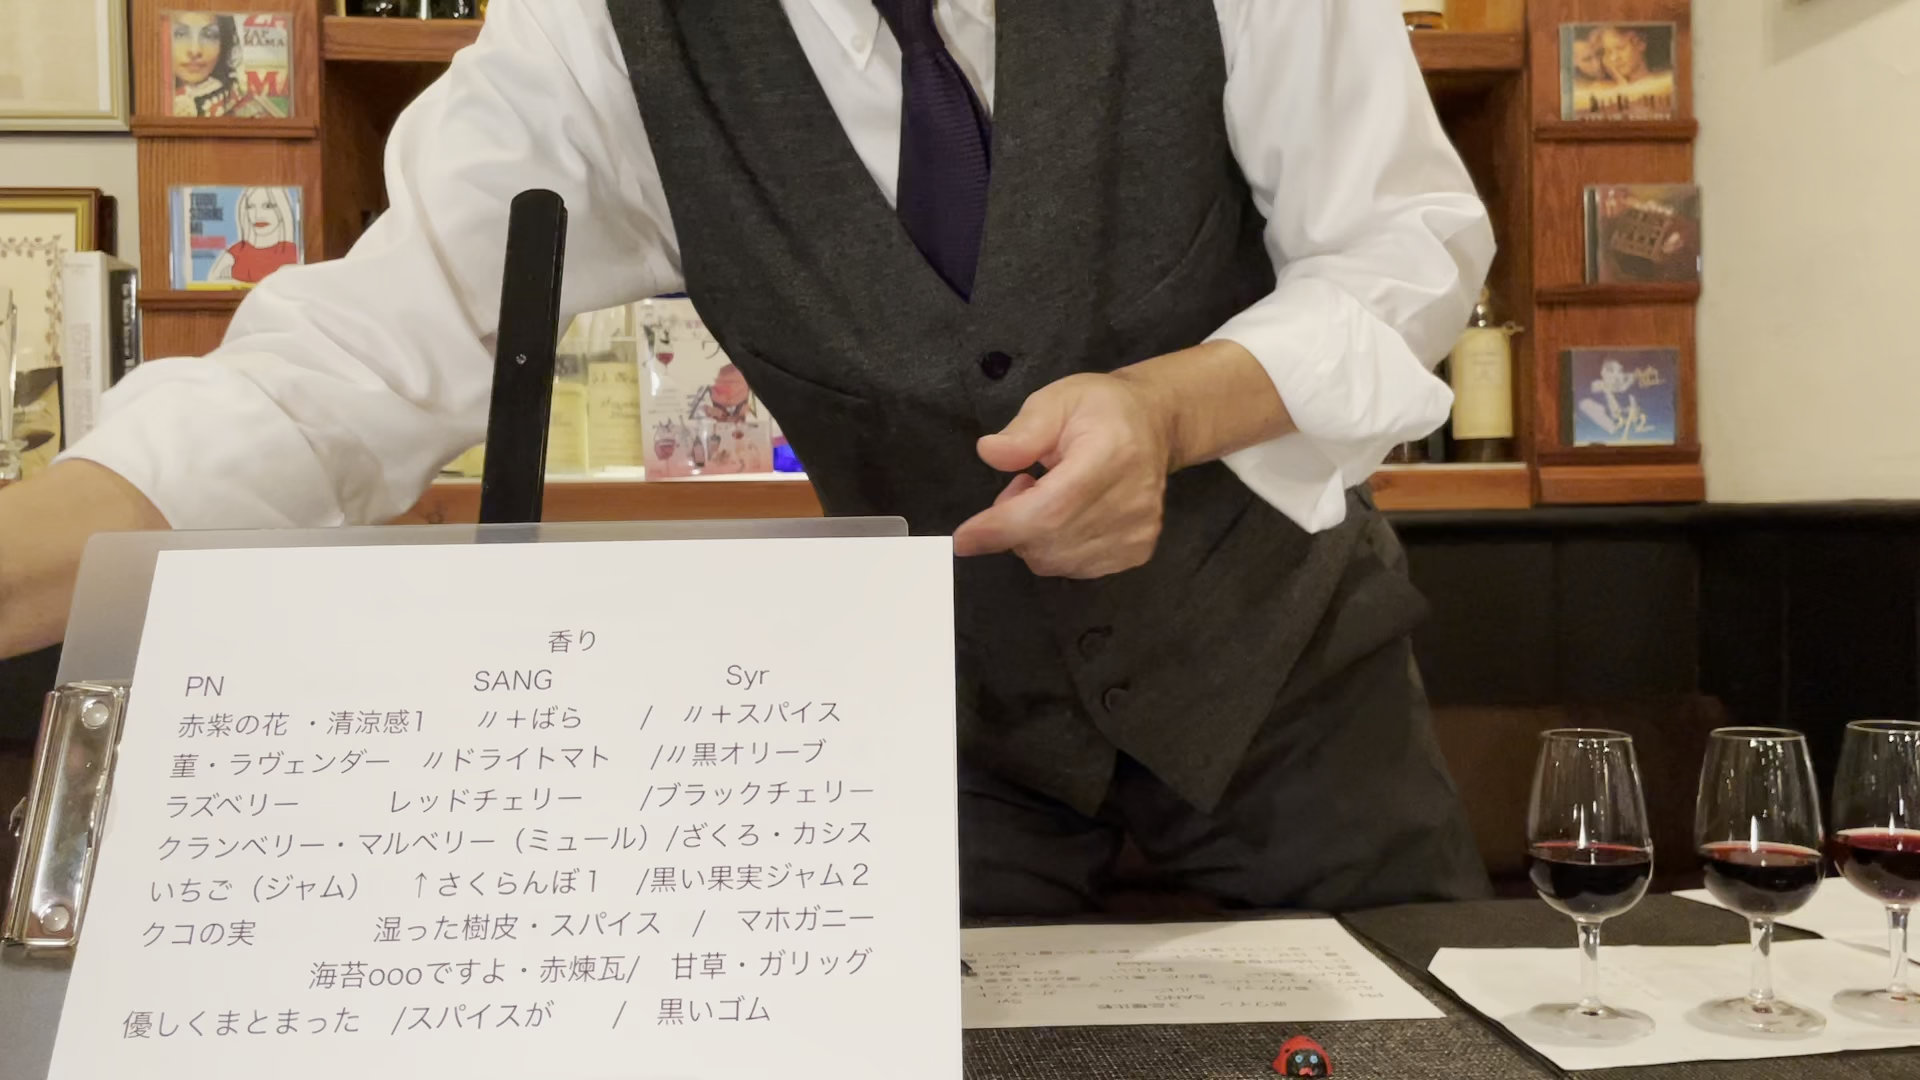 ZAP
MAMA
TODO
SOBRE
MI
香り
PN SANG Syr
赤紫の花 ・清涼感1 〃+ばら / 〃+スパイス
菫・ラヴェンダー 〃ドライトマト /〃黒オリーブ
ラズベリー レッドチェリー /ブラックチェリー
クランベリー・マルベリー（ミュール）/ざくろ・カシス
いちご（ジャム） ↑さくらんぼ1 /黒い果実ジャム2
クコの実 湿った樹皮・スパイス / マホガニー
海苔oooですよ・赤煉瓦/ 甘草・ガリッグ
優しくまとまった /スパイスが / 黒いゴム